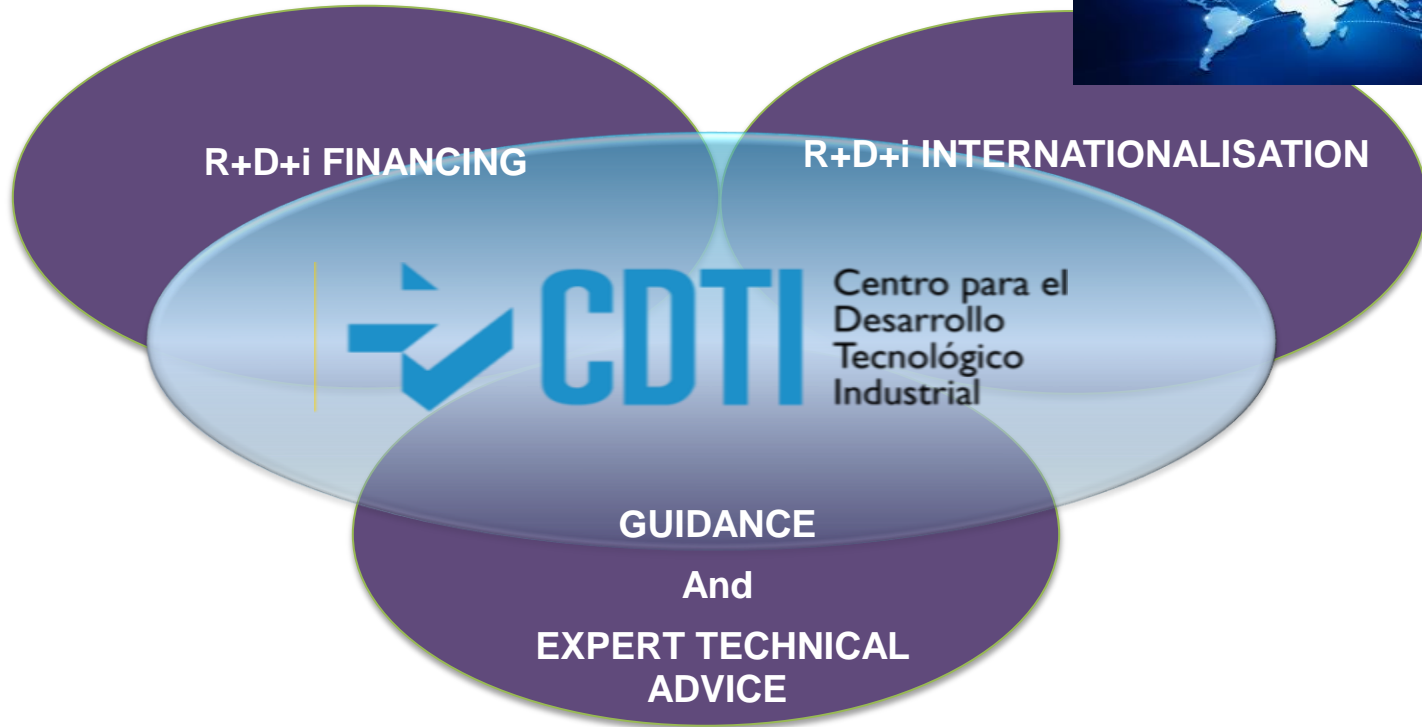 R+D+i FINANCING
R+D+i INTERNATIONALISATION
CDTI
Centro para el
Desarrollo
Tecnológico
Industrial
GUIDANCE
And
EXPERT TECHNICAL
ADVICE